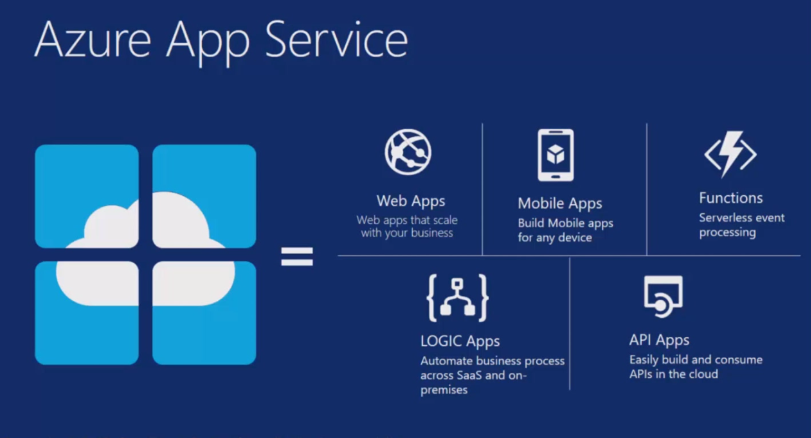 Azure App Service
Web Apps
Web apps that scale
with your business
Mobile Apps
Build Mobile apps
for any device
Functions
Serverless event
processing
LOGIC Apps
Automate business process
across SaaS and on-
premises
API Apps
Easily build and consume
APIs in the cloud